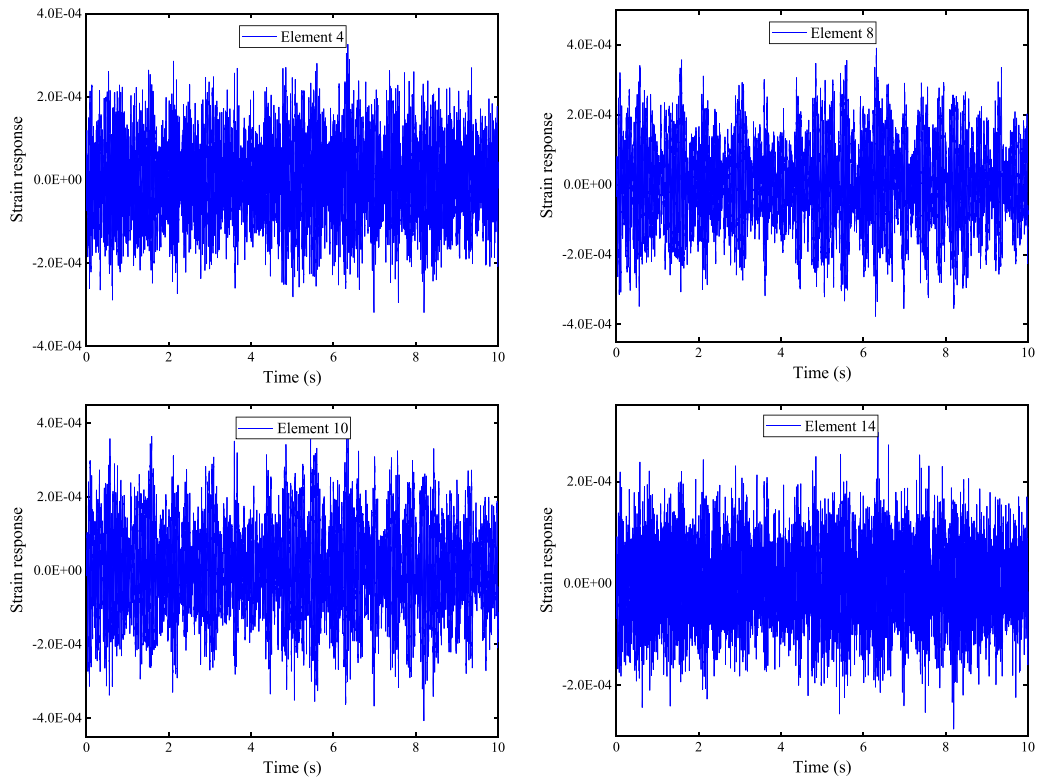 Element 4
4.0E-04
2.0E-04
0.0E+00
-2.0E-04
-4.0E-04
Strain response
0 2 4 6 8 10
Time (s)
Element 8
4.0E-04
2.0E-04
0.0E+00
-2.0E-04
-4.0E-04
Strain response
0 2 4 6 8 10
Time (s)
Element 10
4.0E-04
2.0E-04
0.0E+00
-2.0E-04
-4.0E-04
Strain response
0 2 4 6 8 10
Time (s)
Element 14
2.0E-04
0.0E+00
-2.0E-04
Strain response
0 2 4 6 8 10
Time (s)